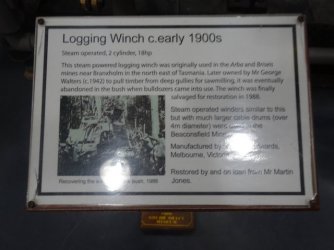 Logging Winch c.early 1900s
Steam operated, 2 cylinder, 18hp
This steam powered logging winch was originally used in the Arba and Briseis
mines near Branxholm in the north east of Tasmania. Later owned by Mr George
Walters (c.1942) to pull timber from deep gullies for sawmilling, it was eventually
abandoned in the bush when bulldozers came into use. The winch was finally
salvaged for restoration in 1988.
Steam operated winders similar to this
but with much larger cable drums (over
4m diameter) were in the
Beaconsfield Mine
Manufactured by
Melbourne, Victoria
Restored by and on loan from Mr Martin
Jones.
Recovering the bush, 1988